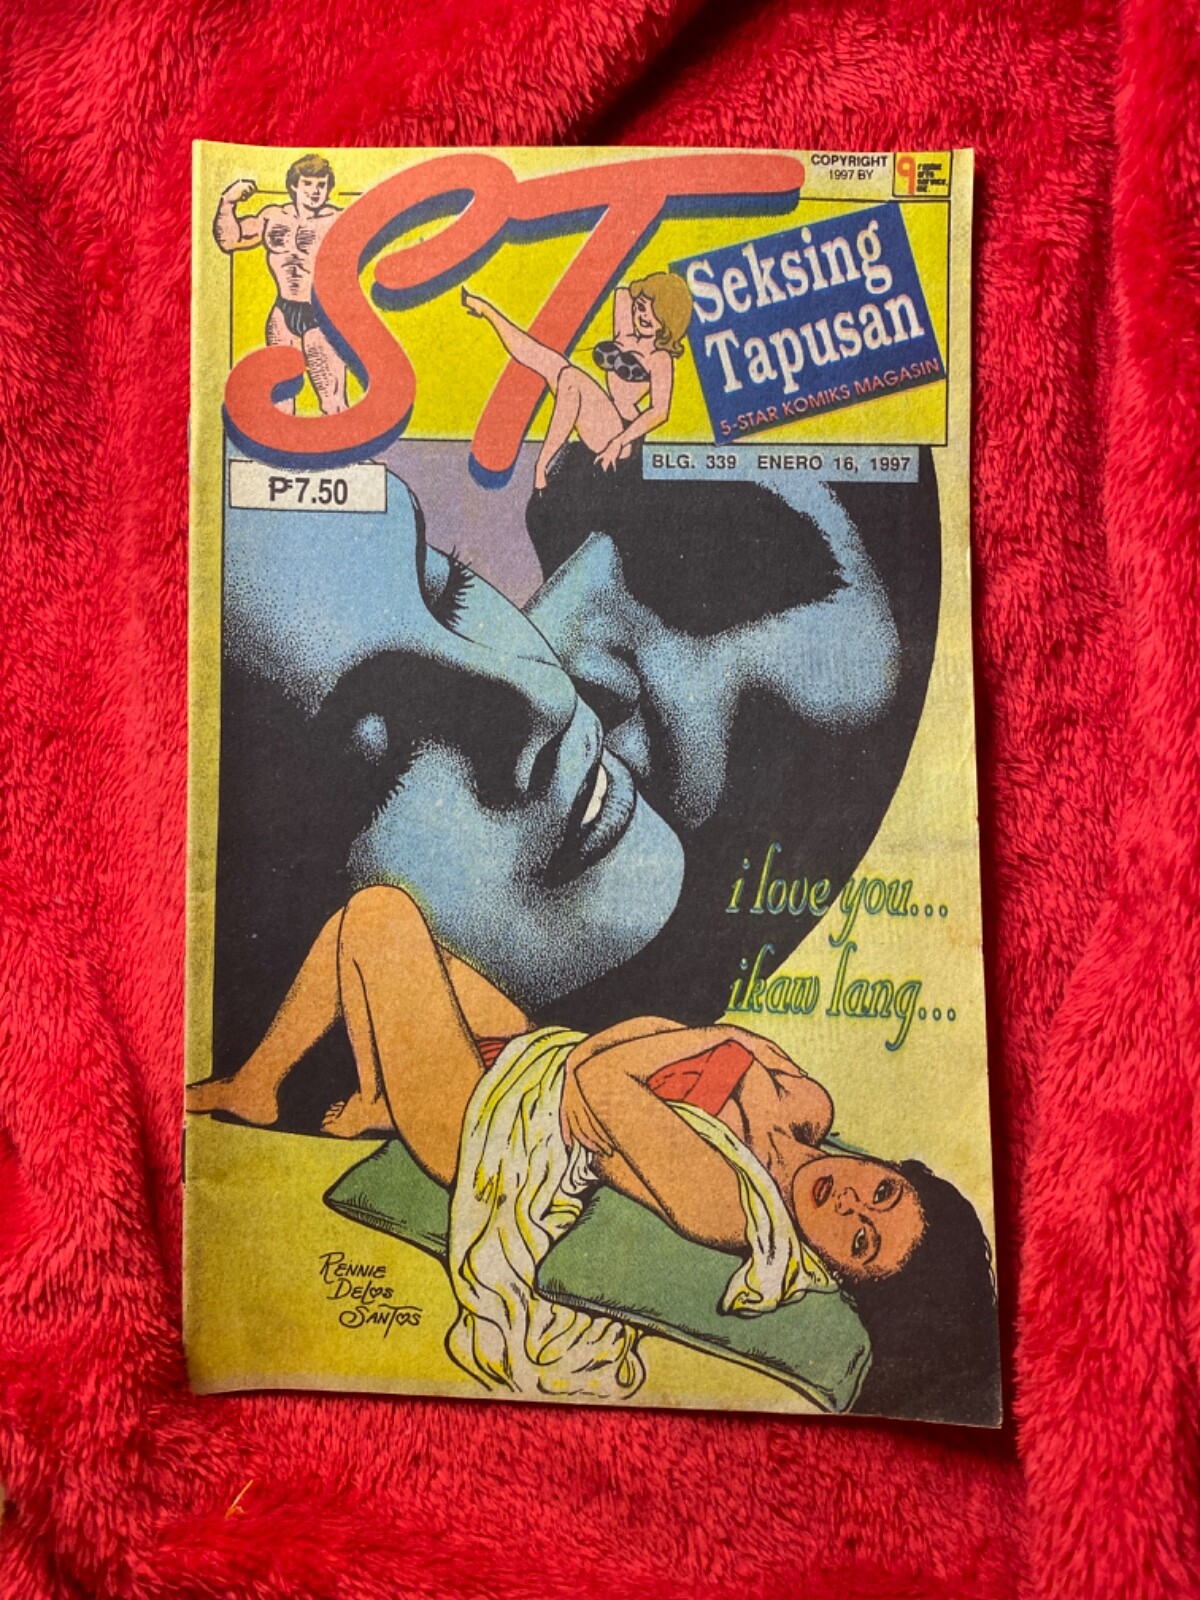 ST
COPYRIGHT
1997 BY
Seksing
Tapusan
5-STAR KOMIKS MAGASIN
BLG. 339 ENERO 16, 1997
₱7.50
i love you...
ikaw lang...
RENNIE
DELOS
SANTOS